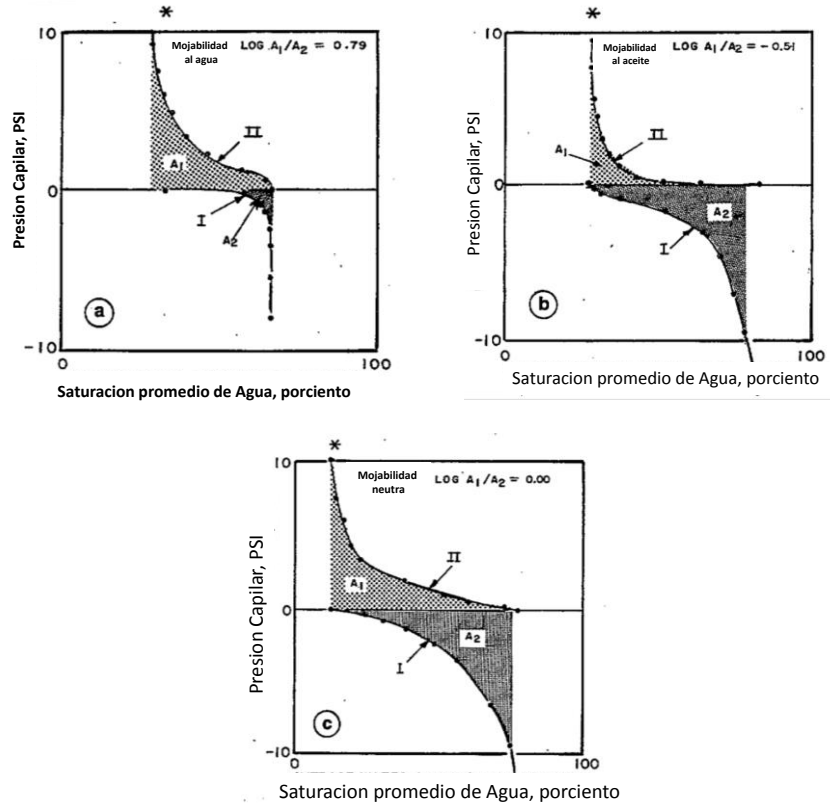 *
10
Mojabilidad
al agua
LOG A1/A2 = 0.79
II
A1
0
I
A2
a
-10
0
100
Presion Capilar, PSI
Saturacion promedio de Agua, porciento
*
10
Mojabilidad
al aceite
LOG A1/A2 = -0.51
A1
II
0
A2
I
b
-10
0
100
Presion Capilar, PSI
Saturacion promedio de Agua, porciento
*
10
Mojabilidad
neutra
LOG A1/A2 = 0.00
II
A1
0
A2
I
c
-10
0
100
Presion Capilar, PSI
Saturacion promedio de Agua, porciento